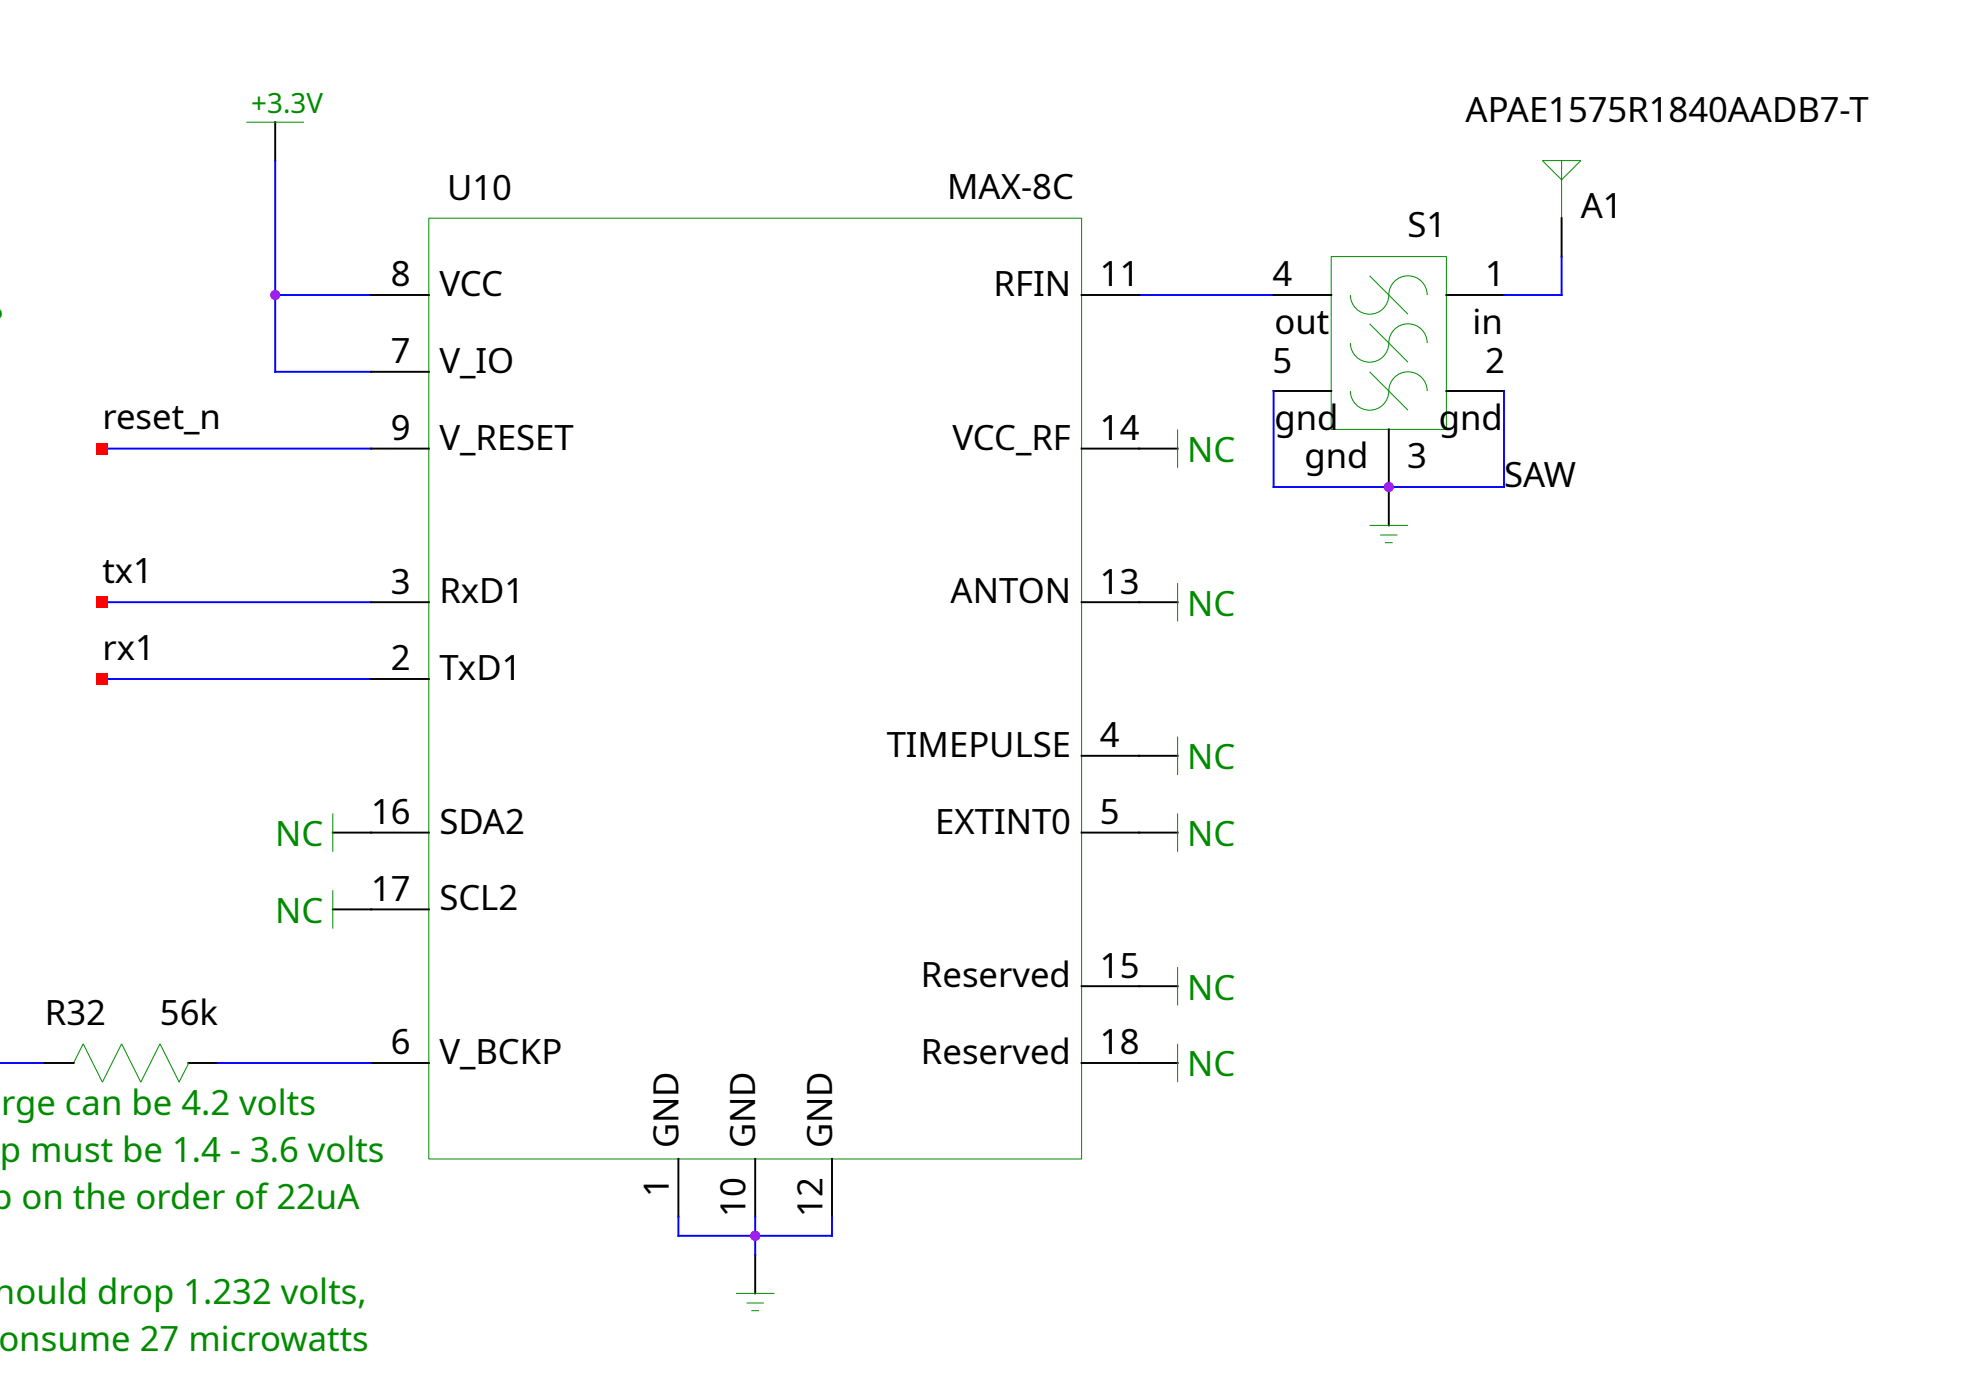 +3.3V
APAE1575R1840AADB7-T
U10
MAX-8C
A1
S1
8 VCC
RFIN 11
4
1
out
in
7 V_IO
5
2
reset_n
9 V_RESET
VCC_RF 14 NC
gnd
gnd
gnd 3
SAW
tx1
3 RxD1
ANTON 13 NC
rx1
2 TxD1
TIMEPULSE 4 NC
NC 16 SDA2
EXTINT0 5 NC
NC 17 SCL2
Reserved 15 NC
R32 56k
6 V_BCKP
Reserved 18 NC
GND GND GND
1 10 12
rge can be 4.2 volts
p must be 1.4 - 3.6 volts
on the order of 22uA
hould drop 1.232 volts,
onsume 27 microwatts